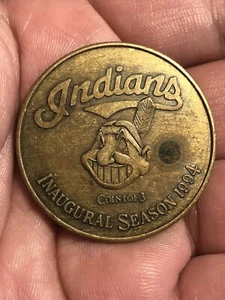 Indians
COIN 1 OF 3
INAUGURAL SEASON 1994